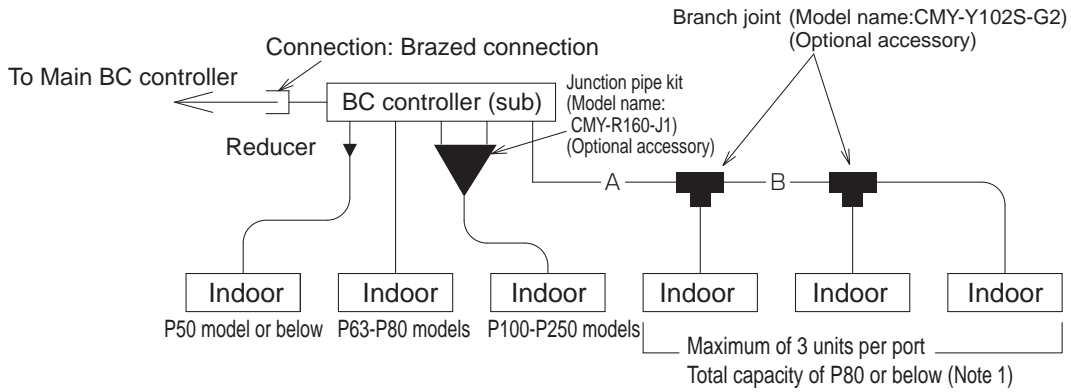 Branch joint (Model name:CMY-Y102S-G2)
(Optional accessory)
Connection: Brazed connection
To Main BC controller
Junction pipe kit
(Model name:
CMY-R160-J1)
(Optional accessory)
BC controller (sub)
Reducer
A
B
Indoor
Indoor
Indoor
Indoor
Indoor
Indoor
P50 model or below
P63-P80 models
P100-P250 models
Maximum of 3 units per port
Total capacity of P80 or below (Note 1)